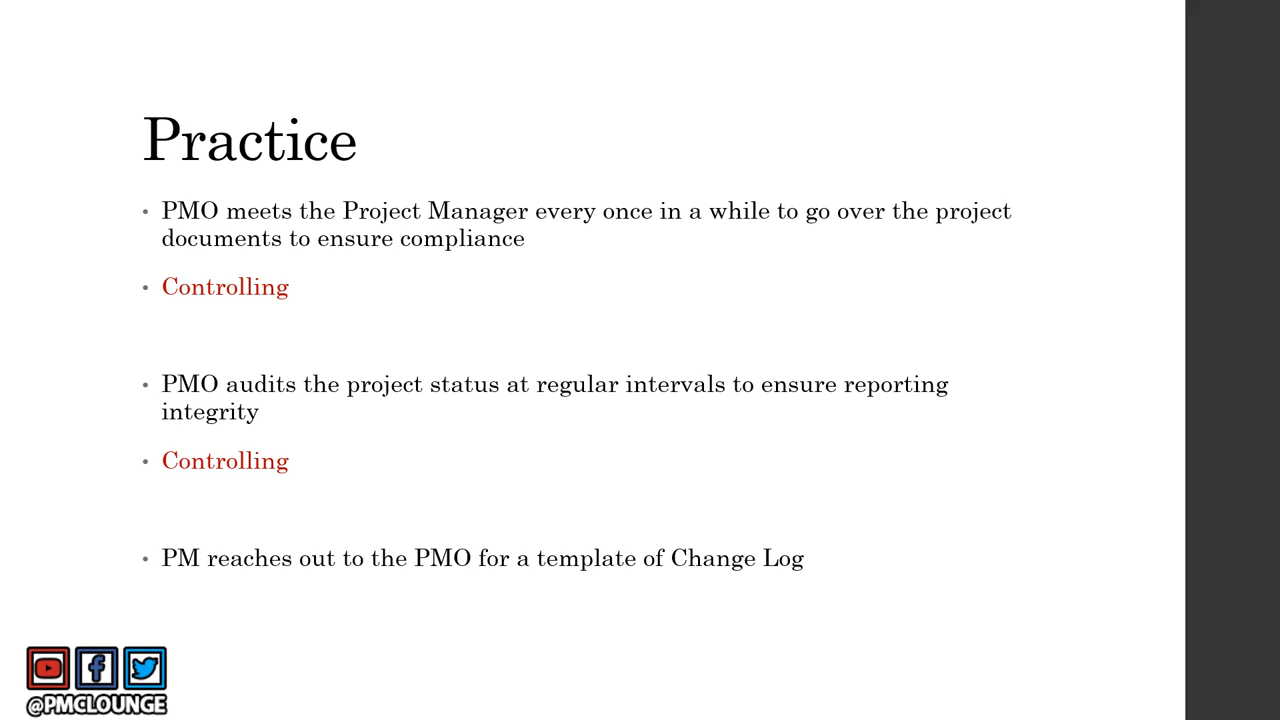 Practice
• PMO meets the Project Manager every once in a while to go over the project
documents to ensure compliance
• Controlling
• PMO audits the project status at regular intervals to ensure reporting
integrity
• Controlling
• PM reaches out to the PMO for a template of Change Log
@PMCLOUNGE